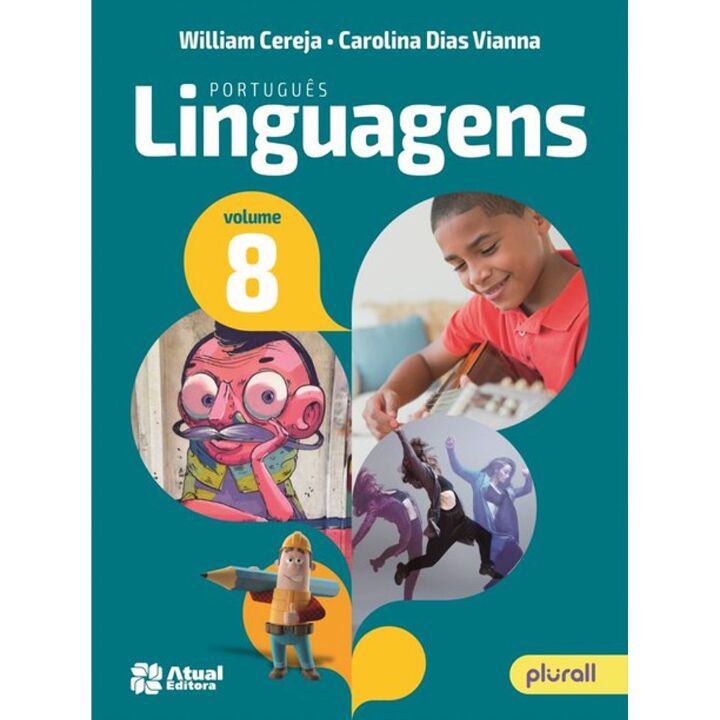 William Cereja • Carolina Dias Vianna
PORTUGUÊS
Linguagens
volume
8
Atual
Editora
plurall